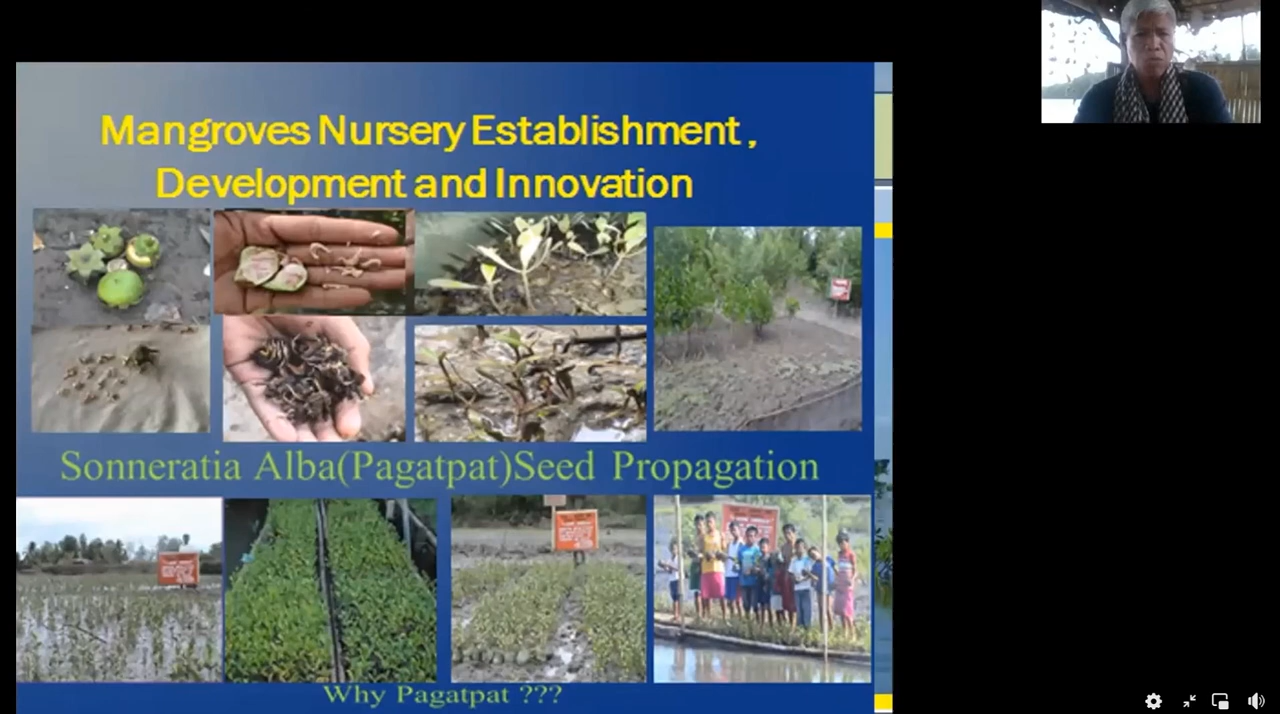 Mangroves Nursery Establishment ,
Development and Innovation
Sonneratia Alba(Pagatpat)Seed Propagation
Why Pagatpat ???